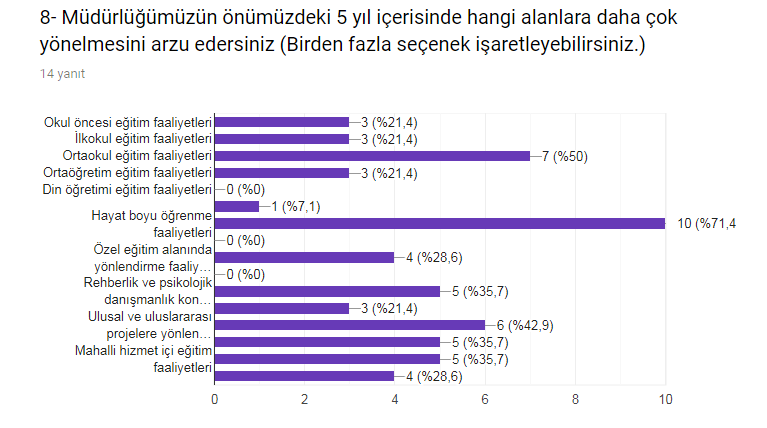 8- Müdürlüğümüzün önümüzdeki 5 yıl içerisinde hangi alanlara daha çok
yönelmesini arzu edersiniz (Birden fazla seçenek işaretleyebilirsiniz.)
14 yanıt
Okul öncesi eğitim faaliyetleri
3 (%21,4)
İlkokul eğitim faaliyetleri
3 (%21,4)
Ortaokul eğitim faaliyetleri
7 (%50)
Ortaöğretim eğitim faaliyetleri
3 (%21,4)
Din öğretimi eğitim faaliyetleri
0 (%0)
1 (%7,1)
Hayat boyu öğrenme
faaliyetleri
10 (%71,4
0 (%0)
Özel eğitim alanında
yönlendirme faaliy…
4 (%28,6)
0 (%0)
Rehberlik ve psikolojik
danışmanlık kon…
5 (%35,7)
3 (%21,4)
Ulusal ve uluslararası
projelere yönlen…
6 (%42,9)
5 (%35,7)
Mahalli hizmet içi eğitim
faaliyetleri
5 (%35,7)
4 (%28,6)
0 2 4 6 8 10